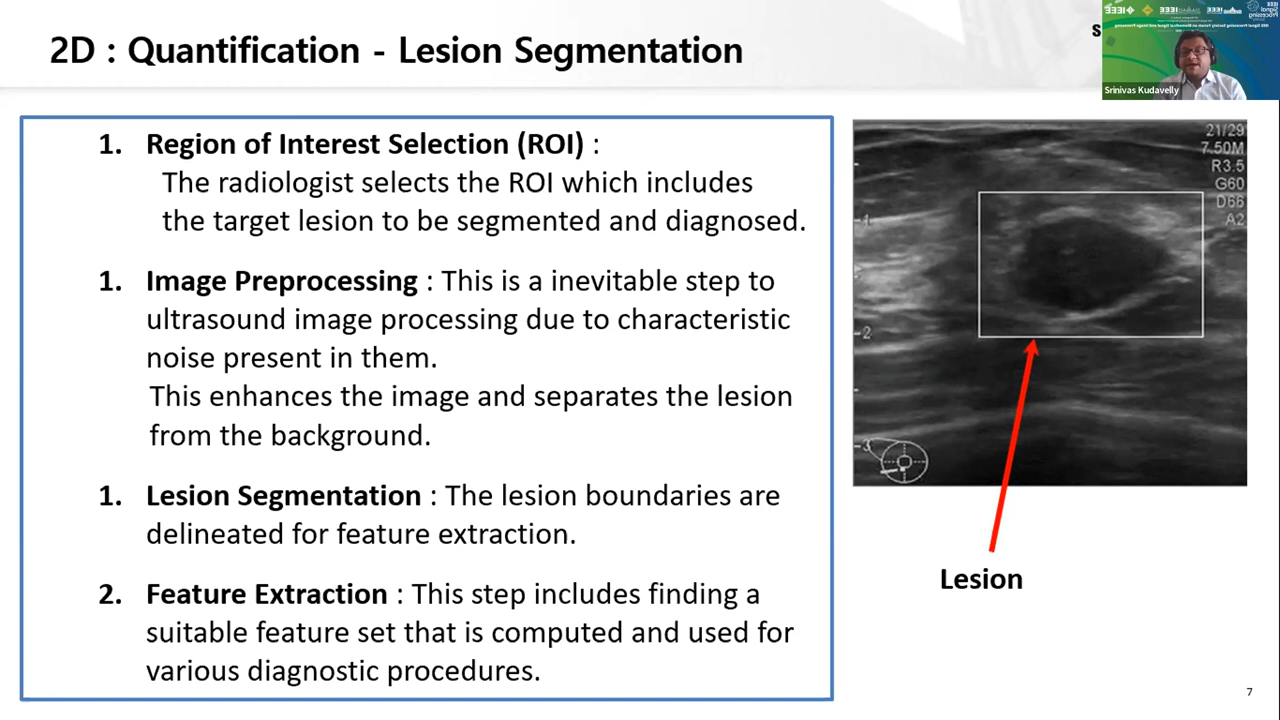 2D : Quantification - Lesion Segmentation
S
Srinivas Kudavelly
1. Region of Interest Selection (ROI) :
The radiologist selects the ROI which includes
the target lesion to be segmented and diagnosed.
1. Image Preprocessing : This is a inevitable step to
ultrasound image processing due to characteristic
noise present in them.
This enhances the image and separates the lesion
from the background.
1. Lesion Segmentation : The lesion boundaries are
delineated for feature extraction.
2. Feature Extraction : This step includes finding a
suitable feature set that is computed and used for
various diagnostic procedures.
21/29
7.50M
R3.5
G60
D66
A2
1
2
3
Lesion
7